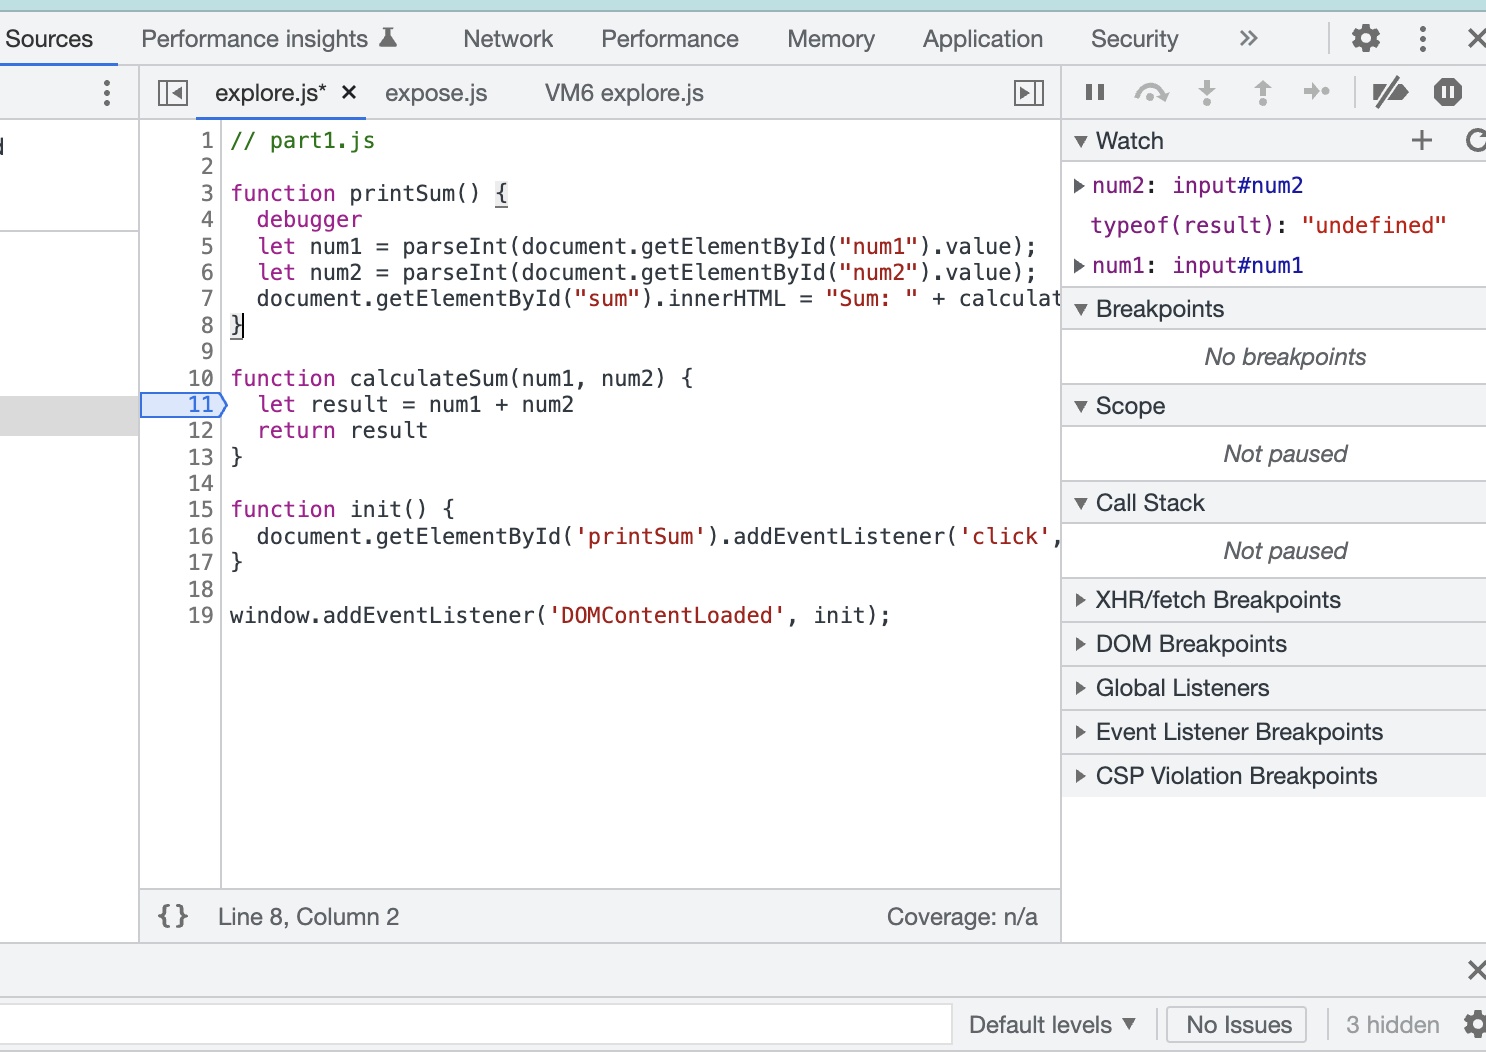 Sources Performance insights Network Performance Memory Application Security
explore.js* × expose.js VM6 explore.js
1 // part1.js
2
3 function printSum() {
4 debugger
5 let num1 = parseInt(document.getElementById("num1").value);
6 let num2 = parseInt(document.getElementById("num2").value);
7 document.getElementById("sum").innerHTML = "Sum: " + calculat
8 }
9
10 function calculateSum(num1, num2) {
11 let result = num1 + num2
12 return result
13 }
14
15 function init() {
16 document.getElementById('printSum').addEventListener('click',
17 }
18
19 window.addEventListener('DOMContentLoaded', init);
{} Line 8, Column 2 Coverage: n/a
Watch
num2: input#num2
typeof(result): "undefined"
num1: input#num1
Breakpoints
No breakpoints
Scope
Not paused
Call Stack
Not paused
XHR/fetch Breakpoints
DOM Breakpoints
Global Listeners
Event Listener Breakpoints
CSP Violation Breakpoints
Default levels ▼ No Issues 3 hidden